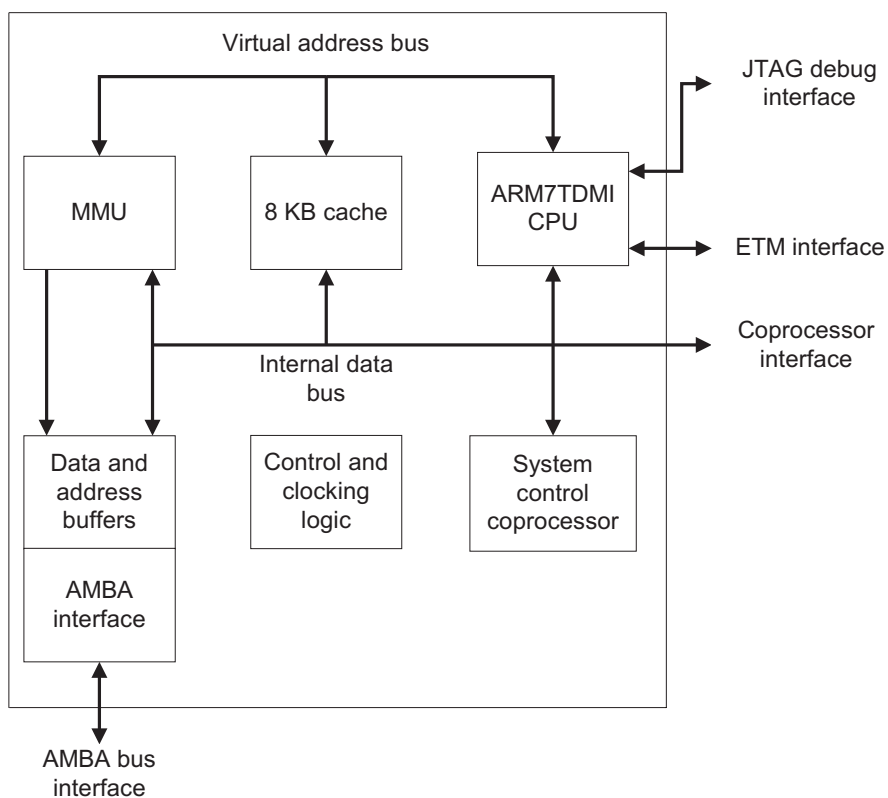 Virtual address bus
JTAG debug
interface
MMU
8 KB cache
ARM7TDMI
CPU
ETM interface
Internal data
bus
Coprocessor
interface
Data and
address
buffers
Control and
clocking
logic
System
control
coprocessor
AMBA
interface
AMBA bus
interface